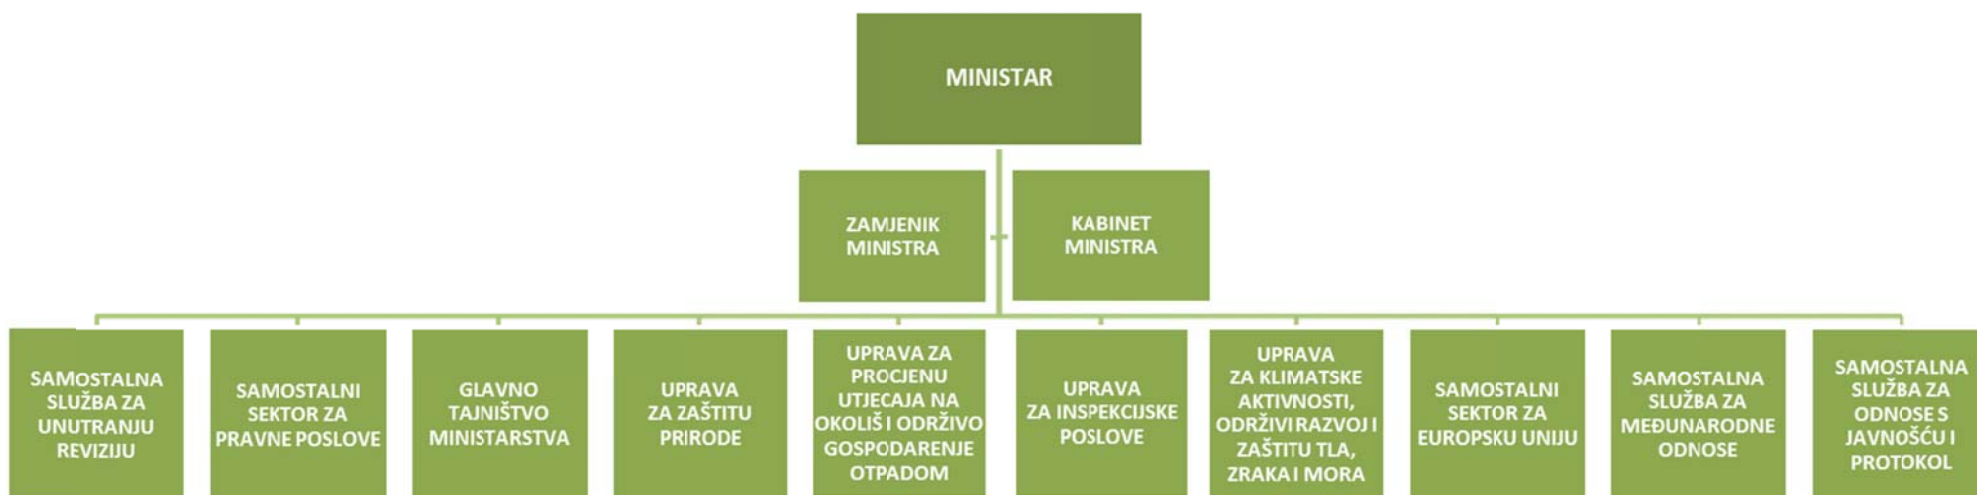 MINISTAR
ZAMJENIK
MINISTRA
KABINET
MINISTRA
SAMOSTALNA
SLUŽBA ZA
UNUTRANJU
REVIZIJU
SAMOSTALNI
SEKTOR ZA
PRAVNE POSLOVE
GLAVNO
TAJNIŠTVO
MINISTARSTVA
UPRAVA
ZA ZAŠTITU
PRIRODE
UPRAVA ZA
PROCJENU
UTJECAJA NA
OKOLIŠ I ODRŽIVO
GOSPODARENJE
OTPADOM
UPRAVA
ZA INSPEKCIJSKE
POSLOVE
UPRAVA
ZA KLIMATSKE
AKTIVNOSTI,
ODRŽIVI RAZVOJ I
ZAŠTITU TLA,
ZRAKA I MORA
SAMOSTALNI
SEKTOR ZA
EUROPSKU UNIJU
SAMOSTALNA
SLUŽBA ZA
MEĐUNARODNE
ODNOSE
SAMOSTALNA
SLUŽBA ZA
ODNOSE S
JAVNOŠĆU I
PROTOKOL